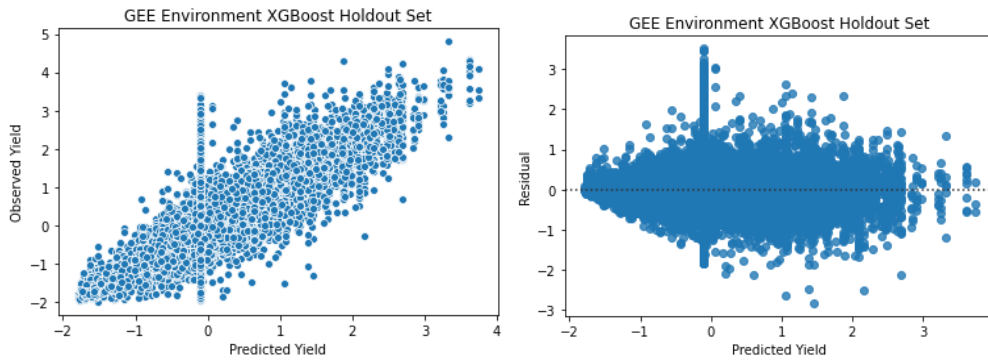 GEE Environment XGBoost Holdout Set
5
4
3
2
1
0
−1
−2
Observed Yield
−2 −1 0 1 2 3 4
Predicted Yield
GEE Environment XGBoost Holdout Set
3
2
1
0
−1
−2
−3
Residual
−2 −1 0 1 2 3
Predicted Yield